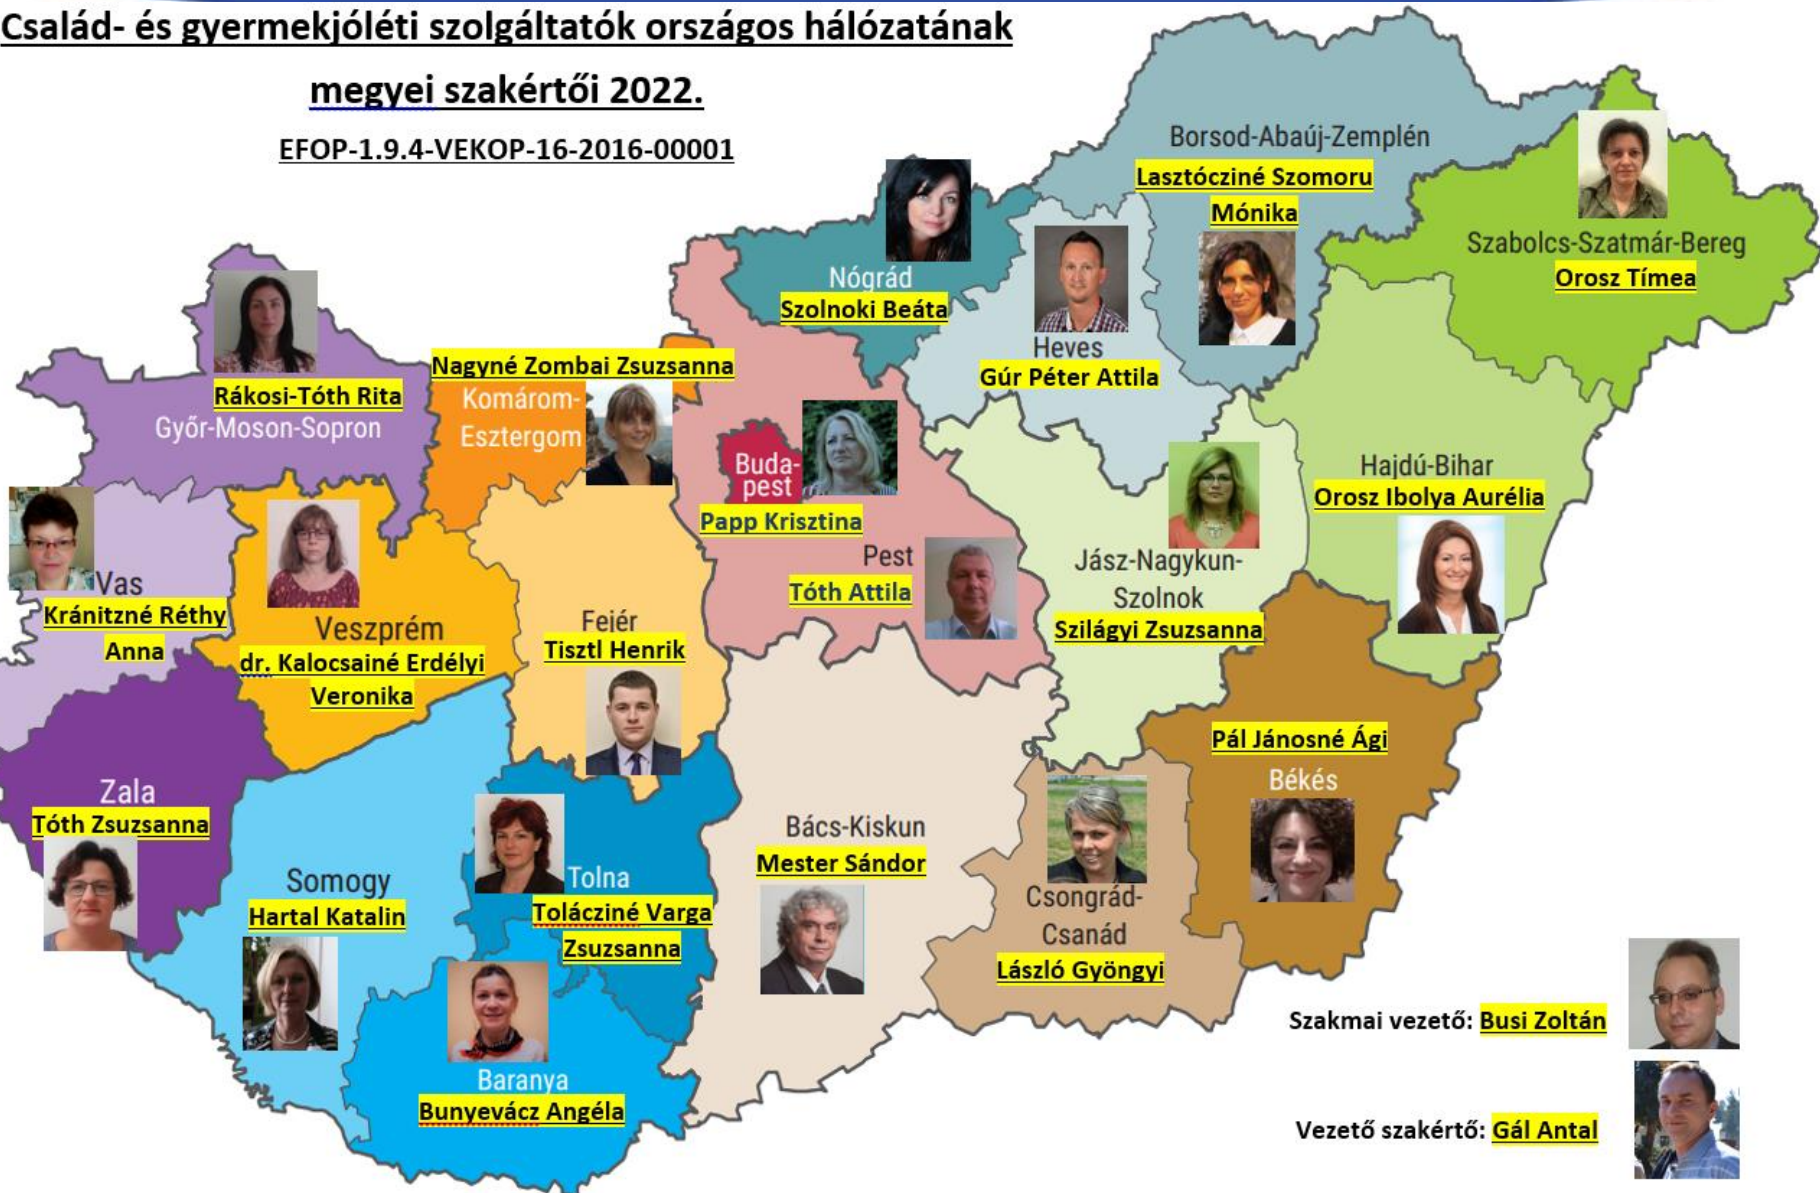 Család- és gyermekjóléti szolgáltatók országos hálózatának
megyei szakértői 2022.
EFOP-1.9.4-VEKOP-16-2016-00001
Borsod-Abaúj-Zemplén
Lasztócziné Szomoru
Mónika
Szabolcs-Szatmár-Bereg
Orosz Tímea
Nógrád
Szolnoki Beáta
Heves
Gúr Péter Attila
Rákosi-Tóth Rita
Győr-Moson-Sopron
Nagyné Zombai Zsuzsanna
Komárom-
Esztergom
Buda-
pest
Papp Krisztina
Pest
Tóth Attila
Hajdú-Bihar
Orosz Ibolya Aurélia
Jász-Nagykun-
Szolnok
Szilágyi Zsuzsanna
Vas
Kránitzné Réthy
Anna
Veszprém
dr. Kalocsainé Erdélyi
Veronika
Fejér
Tisztl Henrik
Pál Jánosné Ági
Békés
Zala
Tóth Zsuzsanna
Somogy
Hartal Katalin
Tolna
Tolácziné Varga
Zsuzsanna
Bács-Kiskun
Mester Sándor
Csongrád-
Csanád
László Gyöngyi
Baranya
Bunyevácz Angéla
Szakmai vezető: Busi Zoltán
Vezető szakértő: Gál Antal